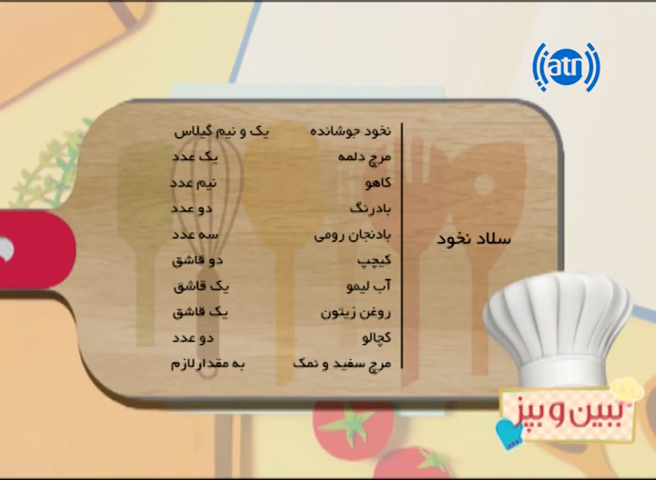 atn
نخود جوشانده یک و نیم گیلاس
مرچ دلمه یک عدد
کاهو نیم عدد
بادرنگ دو عدد
بادنجان رومی سه عدد
کیچپ دو قاشق
آب لیمو یک قاشق
روغن زیتون یک قاشق
کچالو دو عدد
مرچ سفید و نمک به مقدارلازم
سلاد نخود
ببین و بپز